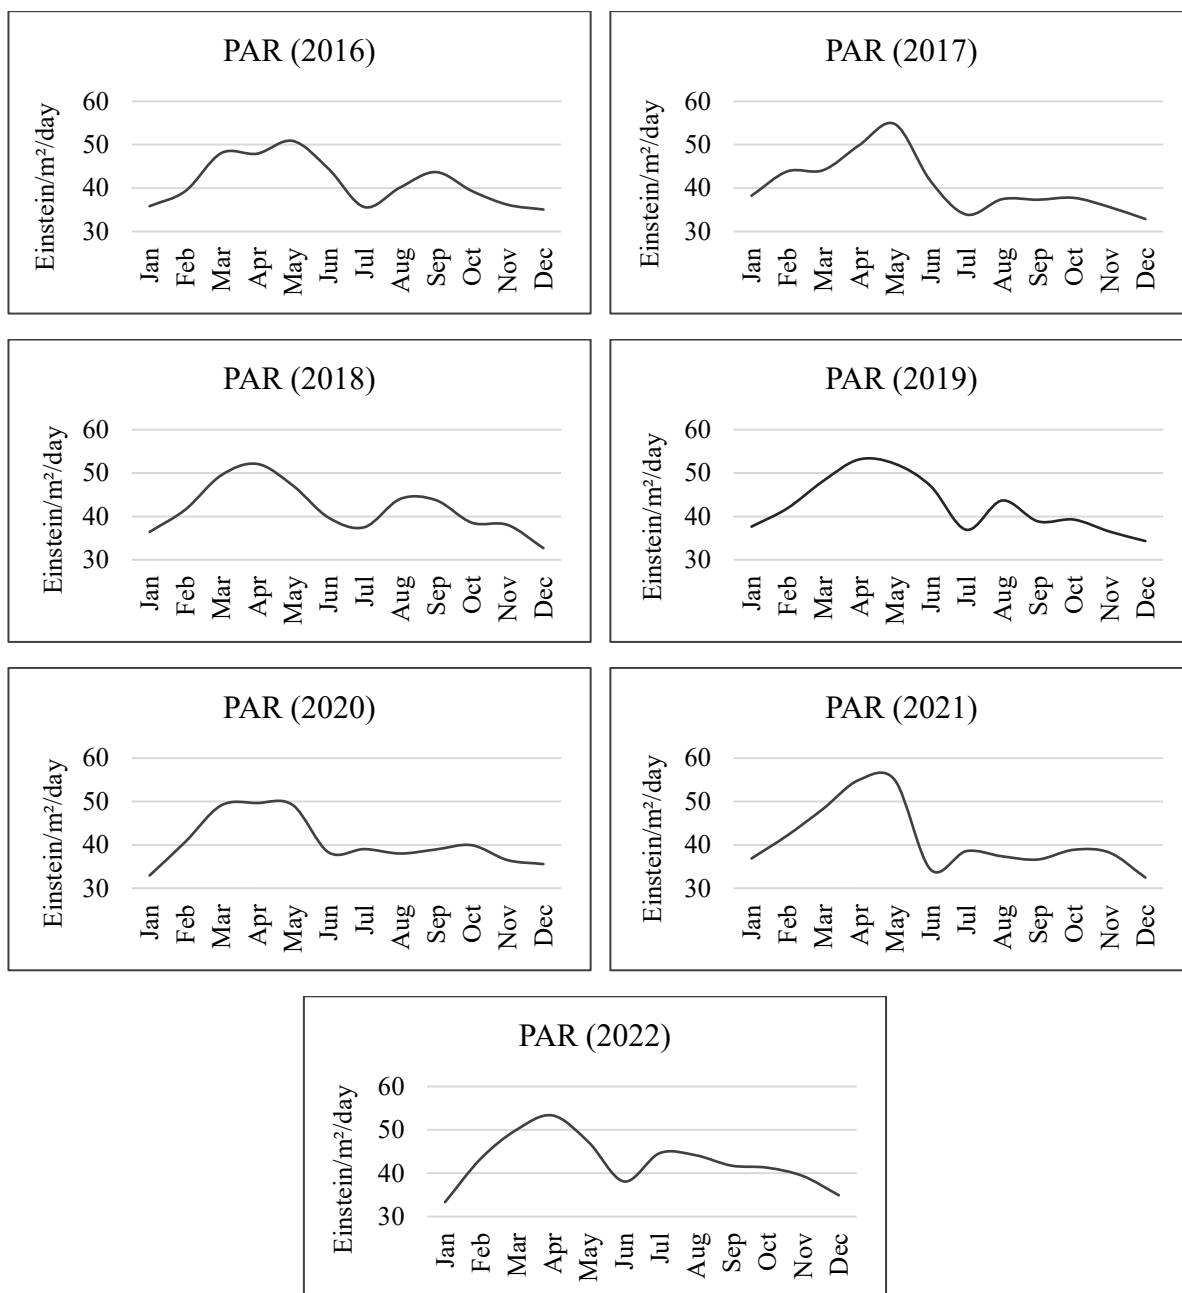 PAR (2016)
Einstein/m²/day
60
50
40
30
Jan
Feb
Mar
Apr
May
Jun
Jul
Aug
Sep
Oct
Nov
Dec
PAR (2017)
Einstein/m²/day
60
50
40
30
Jan
Feb
Mar
Apr
May
Jun
Jul
Aug
Sep
Oct
Nov
Dec
PAR (2018)
Einstein/m²/day
60
50
40
30
Jan
Feb
Mar
Apr
May
Jun
Jul
Aug
Sep
Oct
Nov
Dec
PAR (2019)
Einstein/m²/day
60
50
40
30
Jan
Feb
Mar
Apr
May
Jun
Jul
Aug
Sep
Oct
Nov
Dec
PAR (2020)
Einstein/m²/day
60
50
40
30
Jan
Feb
Mar
Apr
May
Jun
Jul
Aug
Sep
Oct
Nov
Dec
PAR (2021)
Einstein/m²/day
60
50
40
30
Jan
Feb
Mar
Apr
May
Jun
Jul
Aug
Sep
Oct
Nov
Dec
PAR (2022)
Einstein/m²/day
60
50
40
30
Jan
Feb
Mar
Apr
May
Jun
Jul
Aug
Sep
Oct
Nov
Dec